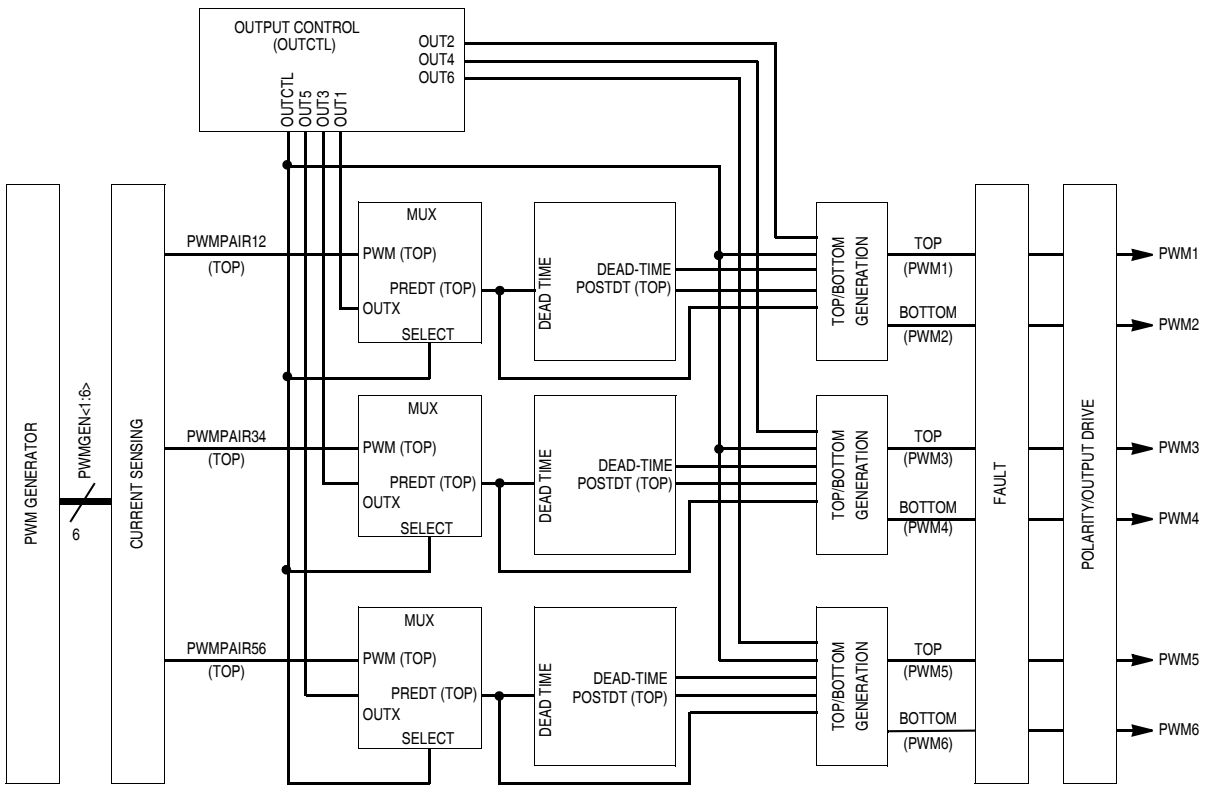 OUTPUT CONTROL
(OUTCTL)
OUT2
OUT4
OUT6
OUTCTL
OUT5
OUT3
OUT1
PWM GENERATOR
PWMGEN<1:6>
6
CURRENT SENSING
PWMPAIR12
(TOP)
MUX
PWM (TOP)
PREDT (TOP)
OUTX
SELECT
DEAD TIME
DEAD-TIME
POSTDT (TOP)
TOP/BOTTOM
GENERATION
TOP
(PWM1)
BOTTOM
(PWM2)
PWMPAIR34
(TOP)
MUX
PWM (TOP)
PREDT (TOP)
OUTX
SELECT
DEAD TIME
DEAD-TIME
POSTDT (TOP)
TOP/BOTTOM
GENERATION
TOP
(PWM3)
BOTTOM
(PWM4)
PWMPAIR56
(TOP)
MUX
PWM (TOP)
PREDT (TOP)
OUTX
SELECT
DEAD TIME
DEAD-TIME
POSTDT (TOP)
TOP/BOTTOM
GENERATION
TOP
(PWM5)
BOTTOM
(PWM6)
FAULT
POLARITY/OUTPUT DRIVE
PWM1
PWM2
PWM3
PWM4
PWM5
PWM6